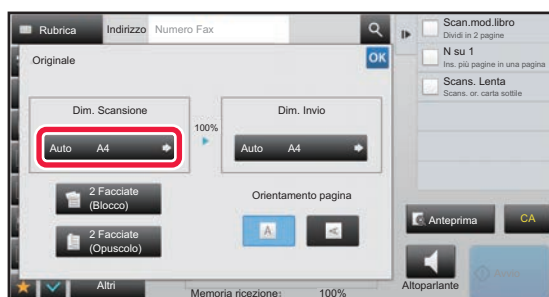 Rubrica
Indirizzo
Numero Fax
Originale
OK
Dim. Scansione
Auto A4
100%
Dim. Invio
Auto A4
2 Facciate
(Blocco)
2 Facciate
(Opuscolo)
Orientamento pagina
A
A
Altri
Memoria ricezione: 100%
Scan.mod.libro
Dividi in 2 pagine
N su 1
Ins. più pagine in una pagina
Scans. Lenta
Scans. or. carta sottile
Anteprima
CA
Altoparlante
Avvio